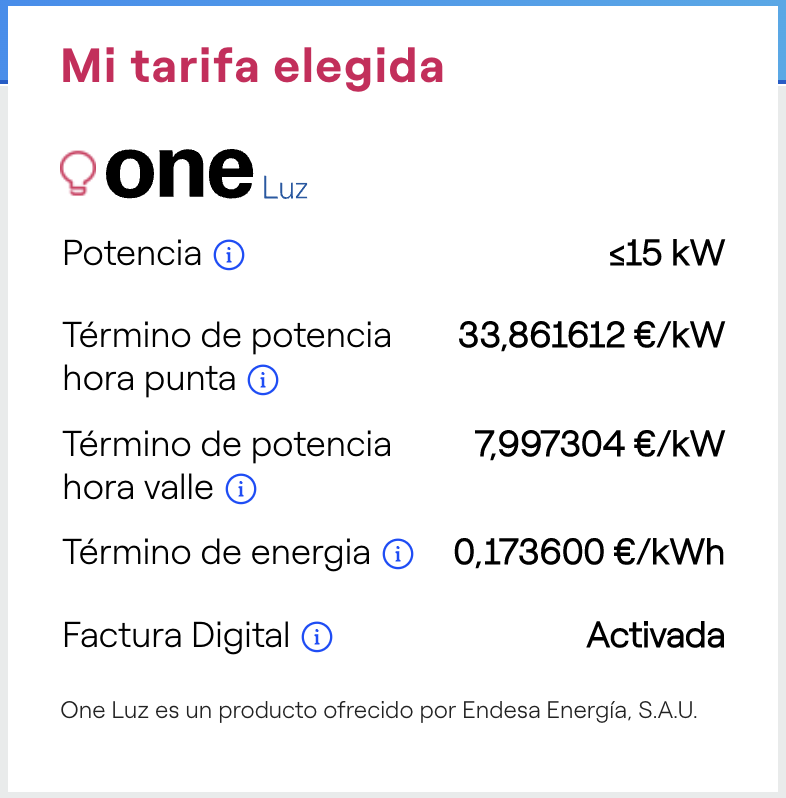 Mi tarifa elegida
one Luz
Potencia i ≤15 kW
Término de potencia 33,861612 €/kW
hora punta i
Término de potencia 7,997304 €/kW
hora valle i
Término de energia i 0,173600 €/kWh
Factura Digital i Activada
One Luz es un producto ofrecido por Endesa Energía, S.A.U.